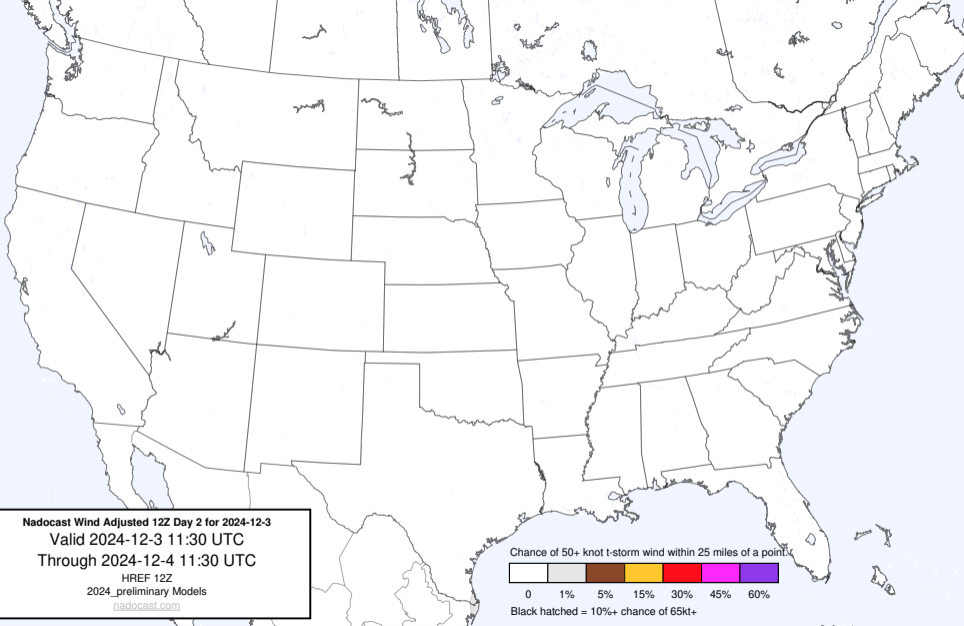 Nadocast Wind Adjusted 12Z Day 2 for 2024-12-3
Valid 2024-12-3 11:30 UTC
Through 2024-12-4 11:30 UTC
HREF 12Z
2024_preliminary Models
nadocast.com
Chance of 50+ knot t-storm wind within 25 miles of a point.
0 1% 5% 15% 30% 45% 60%
Black hatched = 10%+ chance of 65kt+